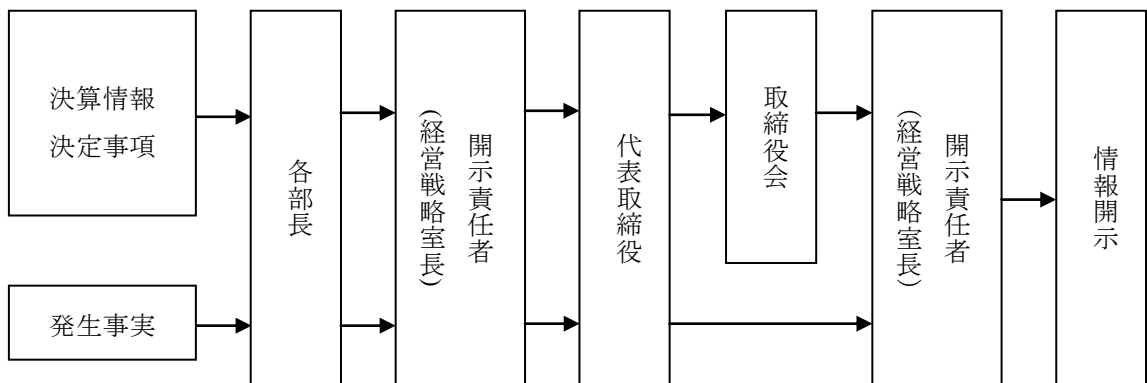 決算情報
決定事項
発生事実
各部長
開示責任者
(経営戦略室長)
代表取締役
取締役会
開示責任者
(経営戦略室長)
情報開示